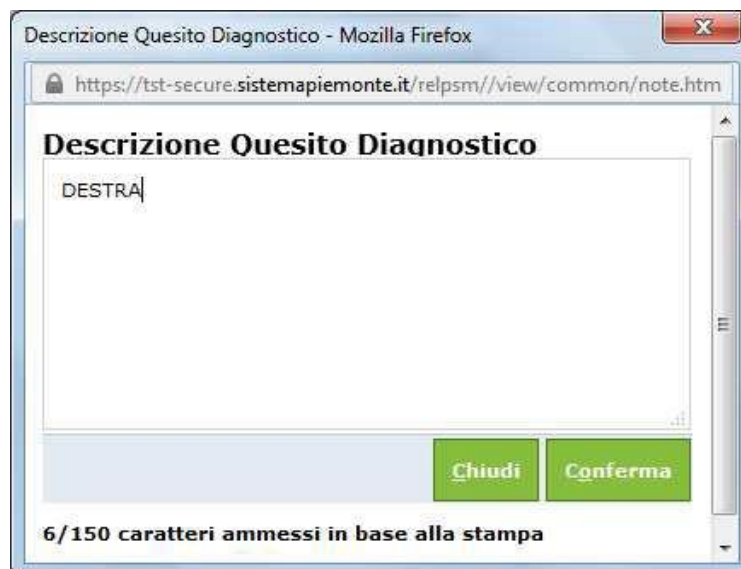 Descrizione Quesito Diagnostico - Mozilla Firefox
https://tst-secure.sistemapiemonte.it/relpsm//view/common/note.htm
Descrizione Quesito Diagnostico
DESTRA
Chiudi Conferma
6/150 caratteri ammessi in base alla stampa